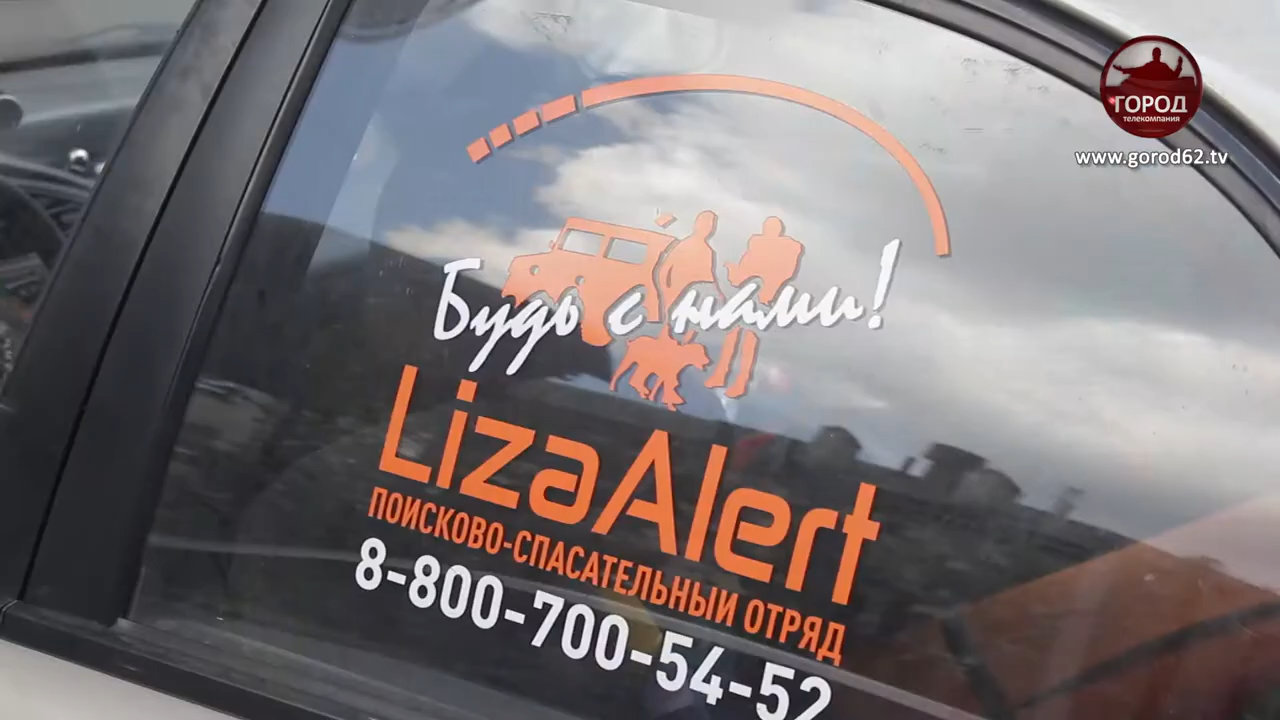 ГОРОД
телекомпания
www.gorod62.tv
Будь с нами!
LizaAlert
ПОИСКОВО-СПАСАТЕЛЬНЫЙ ОТРЯД
8-800-700-54-52